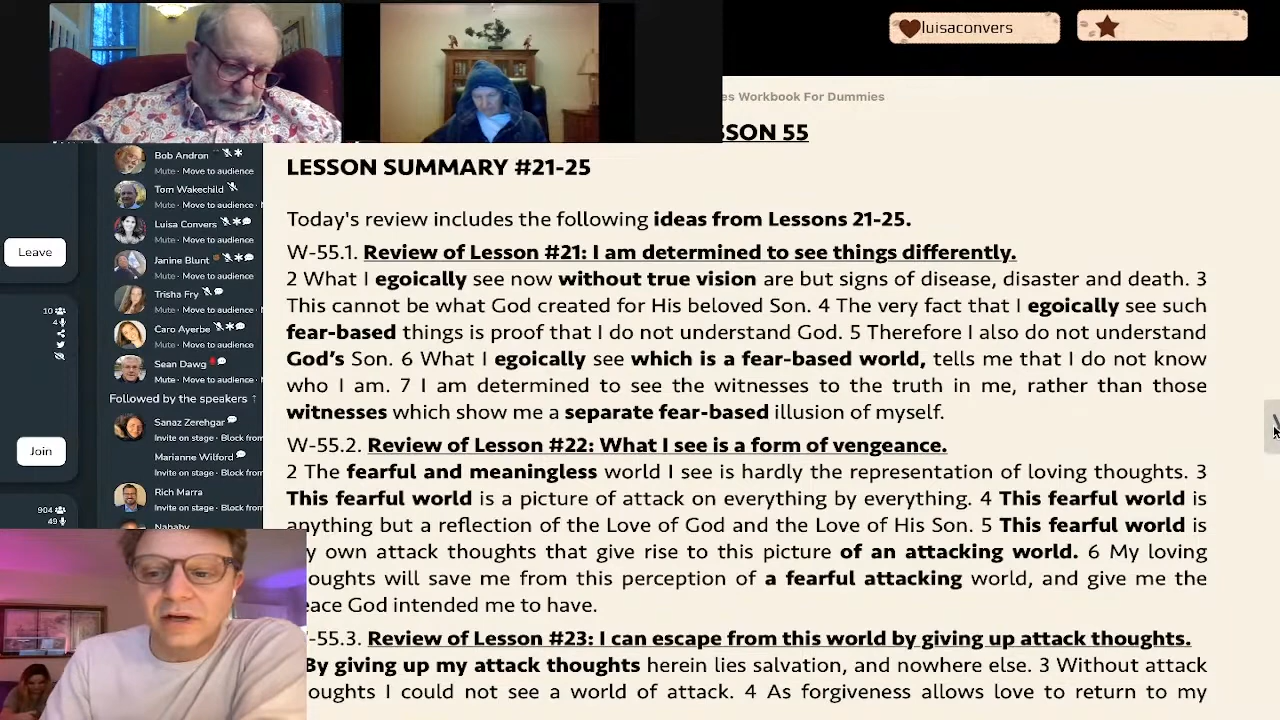 luisaconvers
es Workbook For Dummies
SSON 55
LESSON SUMMARY #21-25
Today's review includes the following ideas from Lessons 21-25.
W-55.1. Review of Lesson #21: I am determined to see things differently.
2 What I egoically see now without true vision are but signs of disease, disaster and death. 3
This cannot be what God created for His beloved Son. 4 The very fact that I egoically see such
fear-based things is proof that I do not understand God. 5 Therefore I also do not understand
God's Son. 6 What I egoically see which is a fear-based world, tells me that I do not know
who I am. 7 I am determined to see the witnesses to the truth in me, rather than those
witnesses which show me a separate fear-based illusion of myself.
W-55.2. Review of Lesson #22: What I see is a form of vengeance.
2 The fearful and meaningless world I see is hardly the representation of loving thoughts. 3
This fearful world is a picture of attack on everything by everything. 4 This fearful world is
anything but a reflection of the Love of God and the Love of His Son. 5 This fearful world is
y own attack thoughts that give rise to this picture of an attacking world. 6 My loving
oughts will save me from this perception of a fearful attacking world, and give me the
eace God intended me to have.
-55.3. Review of Lesson #23: I can escape from this world by giving up attack thoughts.
By giving up my attack thoughts herein lies salvation, and nowhere else. 3 Without attack
oughts I could not see a world of attack. 4 As forgiveness allows love to return to my
Leave
10
4
Join
904
49
Bob Andron
Mute · Move to audience
Tom Wakechild
Mute · Move to audience ·
Luisa Convers
Mute · Move to audience
Janine Blunt
Mute · Move to audience
Trisha Fry
Mute · Move to audience
Caro Ayerbe
Mute · Move to audience
Sean Dawg
Mute · Move to audience ·
Followed by the speakers ↑
Sanaz Zerehgar
Invite on stage · Block from
Marianne Wilford
Invite on stage · Block from
Rich Marra
Invite on stage · Block from